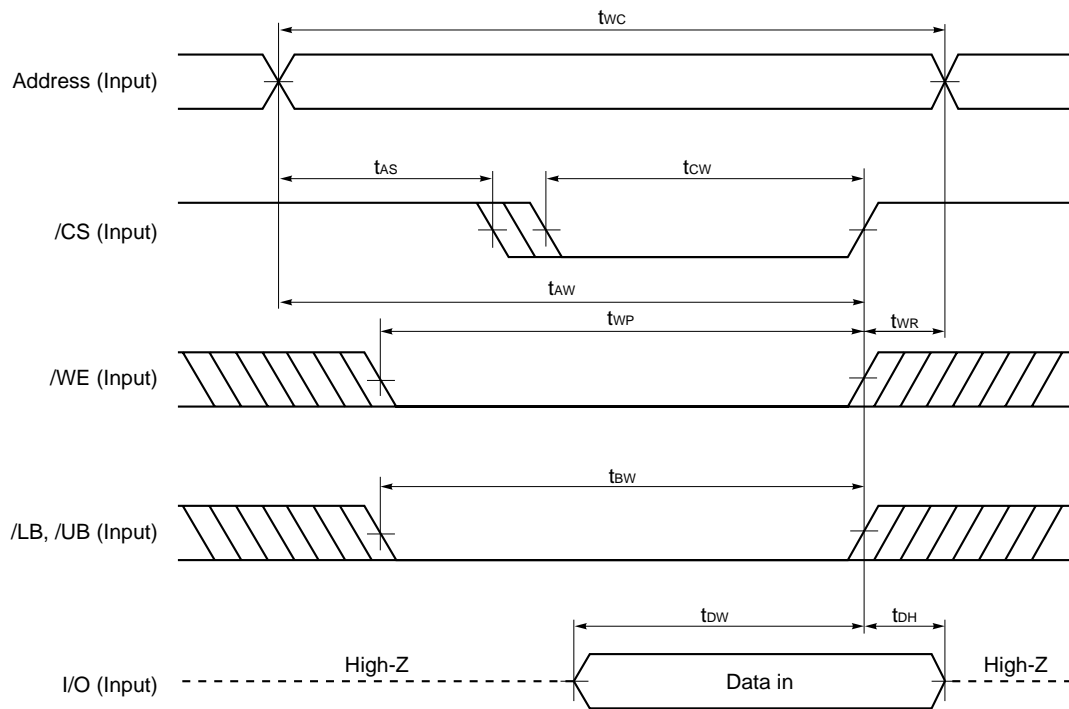 tWC
Address (Input)
tAS
tCW
/CS (Input)
tAW
tWP
tWR
/WE (Input)
tBW
/LB, /UB (Input)
tDW
tDH
High-Z
High-Z
I/O (Input)
Data in